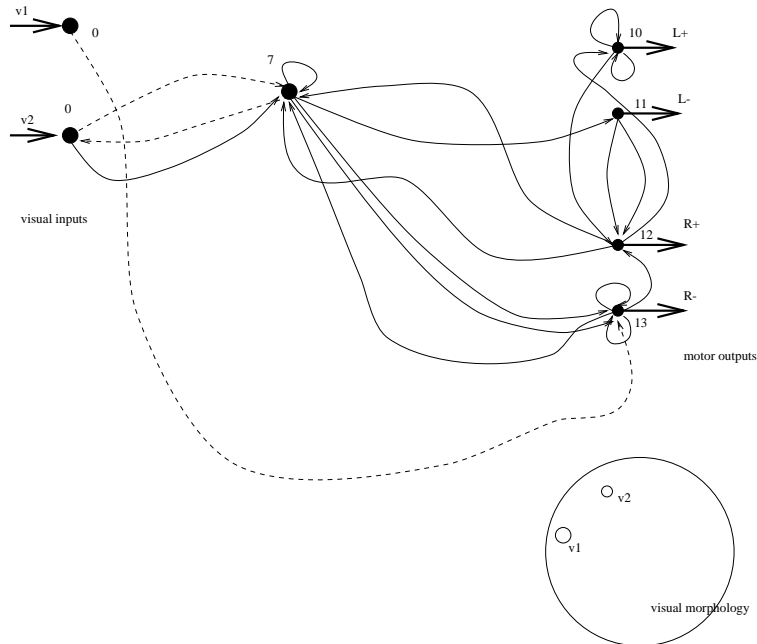 v1
0
10
L+
7
0
11
L-
v2
visual inputs
12
R+
R-
13
motor outputs
v2
v1
visual morphology